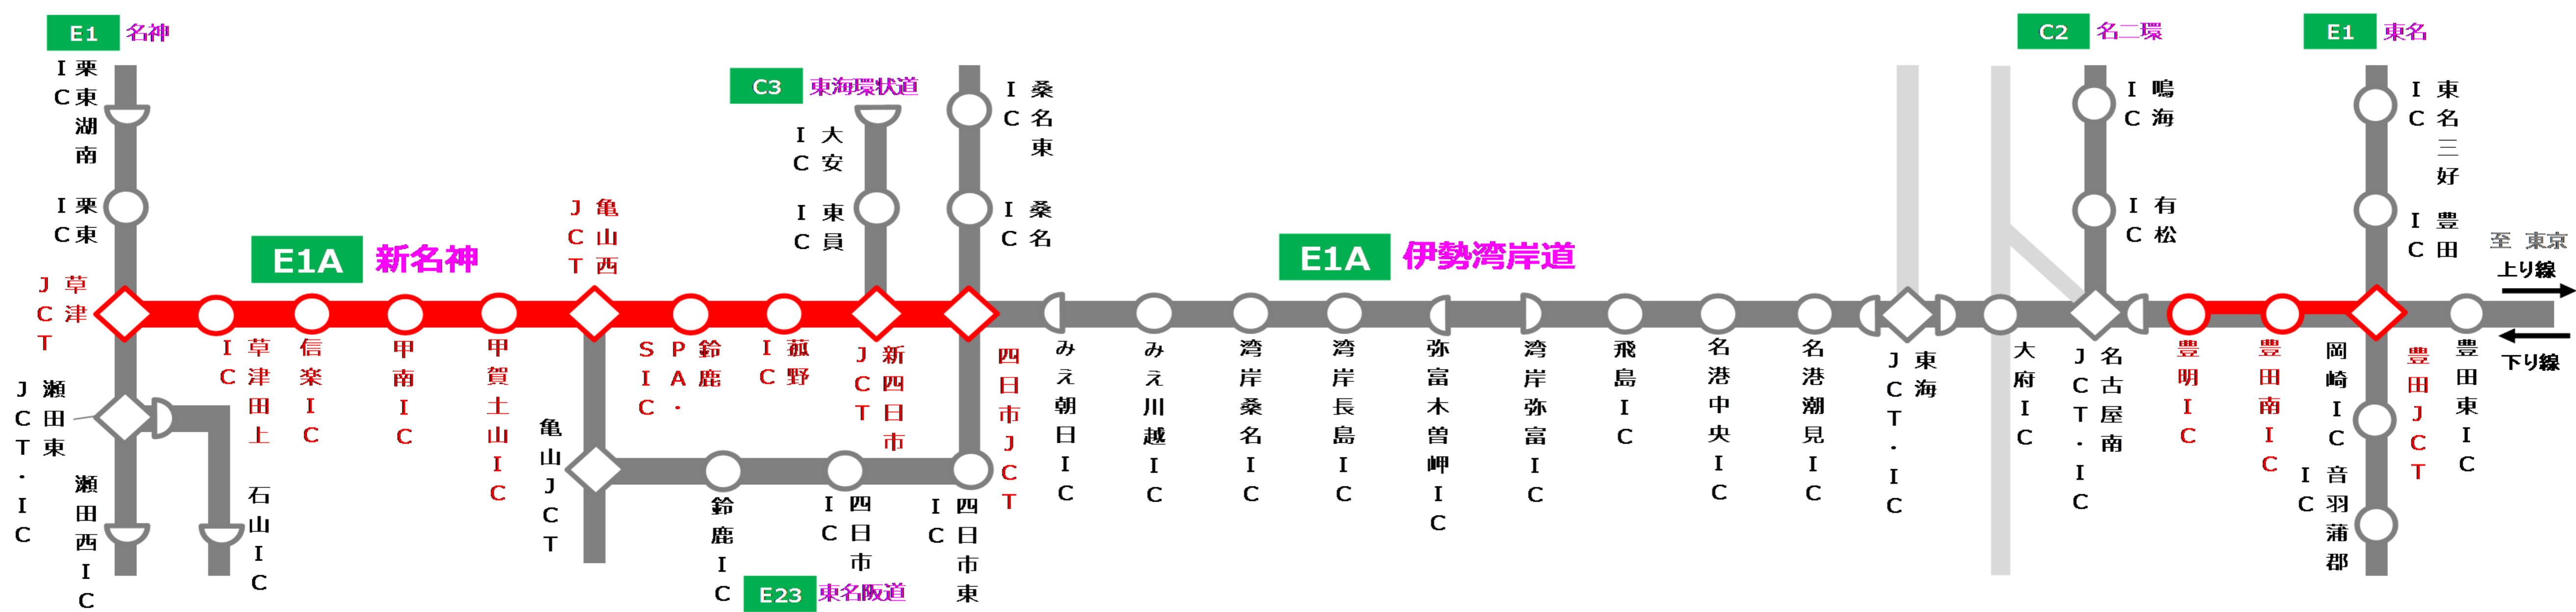 E1 名神
栗東湖南IC
栗東IC
草津JCT
瀬田東JCT・IC
瀬田西IC
石山IC
E1A 新名神
草津田上IC
信楽IC
甲南IC
甲賀土山IC
亀山西JCT
亀山JCT
鈴鹿PA・SIC
菰野IC
新四日市JCT
四日市JCT
C3 東海環状道
大安IC
東員IC
桑名東IC
桑名IC
鈴鹿IC
四日市IC
四日市東IC
E23 東名阪道
E1A 伊勢湾岸道
みえ朝日IC
みえ川越IC
湾岸桑名IC
湾岸長島IC
弥富木曽岬IC
湾岸弥富IC
飛島IC
名港中央IC
名港潮見IC
東海JCT・IC
大府IC
名古屋南JCT・IC
C2 名二環
鳴海IC
有松IC
豊明IC
豊田南IC
E1 東名
東名三好IC
豊田IC
岡崎IC
音羽蒲郡IC
豊田JCT
豊田東IC
至 東京
上り線
下り線